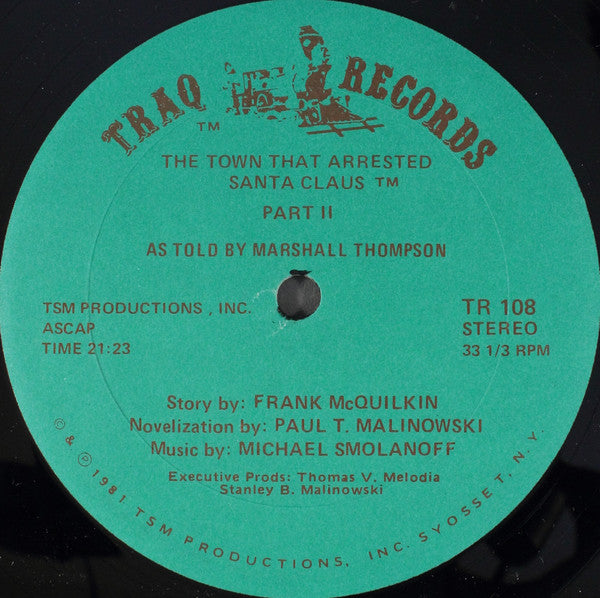 TRAQ RECORDS
TM
THE TOWN THAT ARRESTED
SANTA CLAUS TM
PART II
AS TOLD BY MARSHALL THOMPSON
TSM PRODUCTIONS , INC.
ASCAP
TIME 21:23
TR 108
STEREO
33 1/3 RPM
Story by: FRANK McQUILKIN
Novelization by: PAUL T. MALINOWSKI
Music by: MICHAEL SMOLANOFF
Executive Prods: Thomas V. Melodia
Stanley B. Malinowski
© & ℗ 1981 TSM PRODUCTIONS, INC. SYOSSET, N.Y.